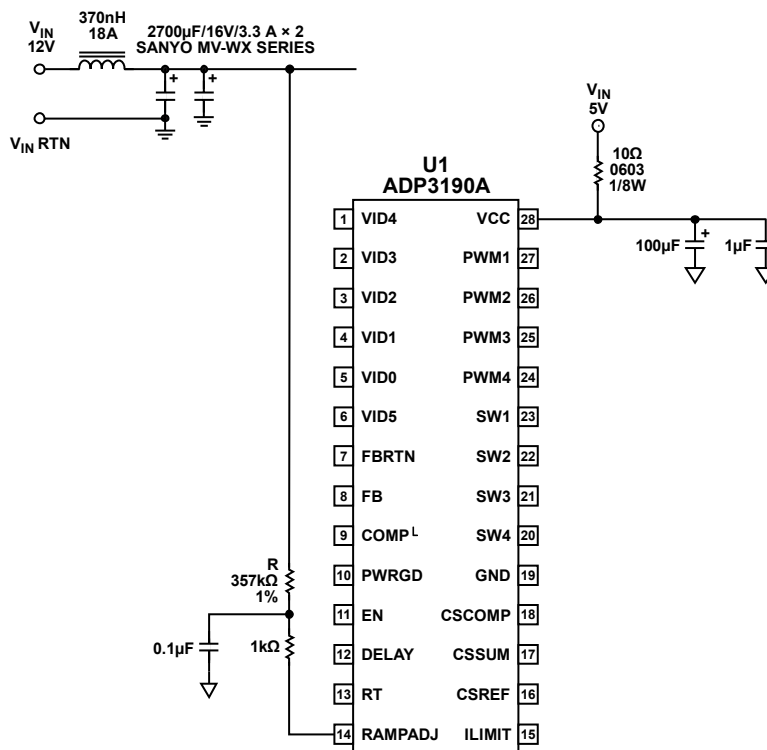 370nH
18A
VIN
12V
2700µF/16V/3.3 A × 2
SANYO MV-WX SERIES
+
+
VIN RTN
VIN
5V
10Ω
0603
1/8W
U1
ADP3190A
1 VID4
VCC 28
2 VID3
PWM1 27
3 VID2
PWM2 26
4 VID1
PWM3 25
5 VID0
PWM4 24
6 VID5
SW1 23
7 FBRTN
SW2 22
8 FB
SW3 21
9 COMP L
SW4 20
10 PWRGD
GND 19
11 EN
CSCOMP 18
12 DELAY
CSSUM 17
13 RT
CSREF 16
14 RAMPADJ
ILIMIT 15
100µF
+
1µF
R
357kΩ
1%
0.1µF
1kΩ